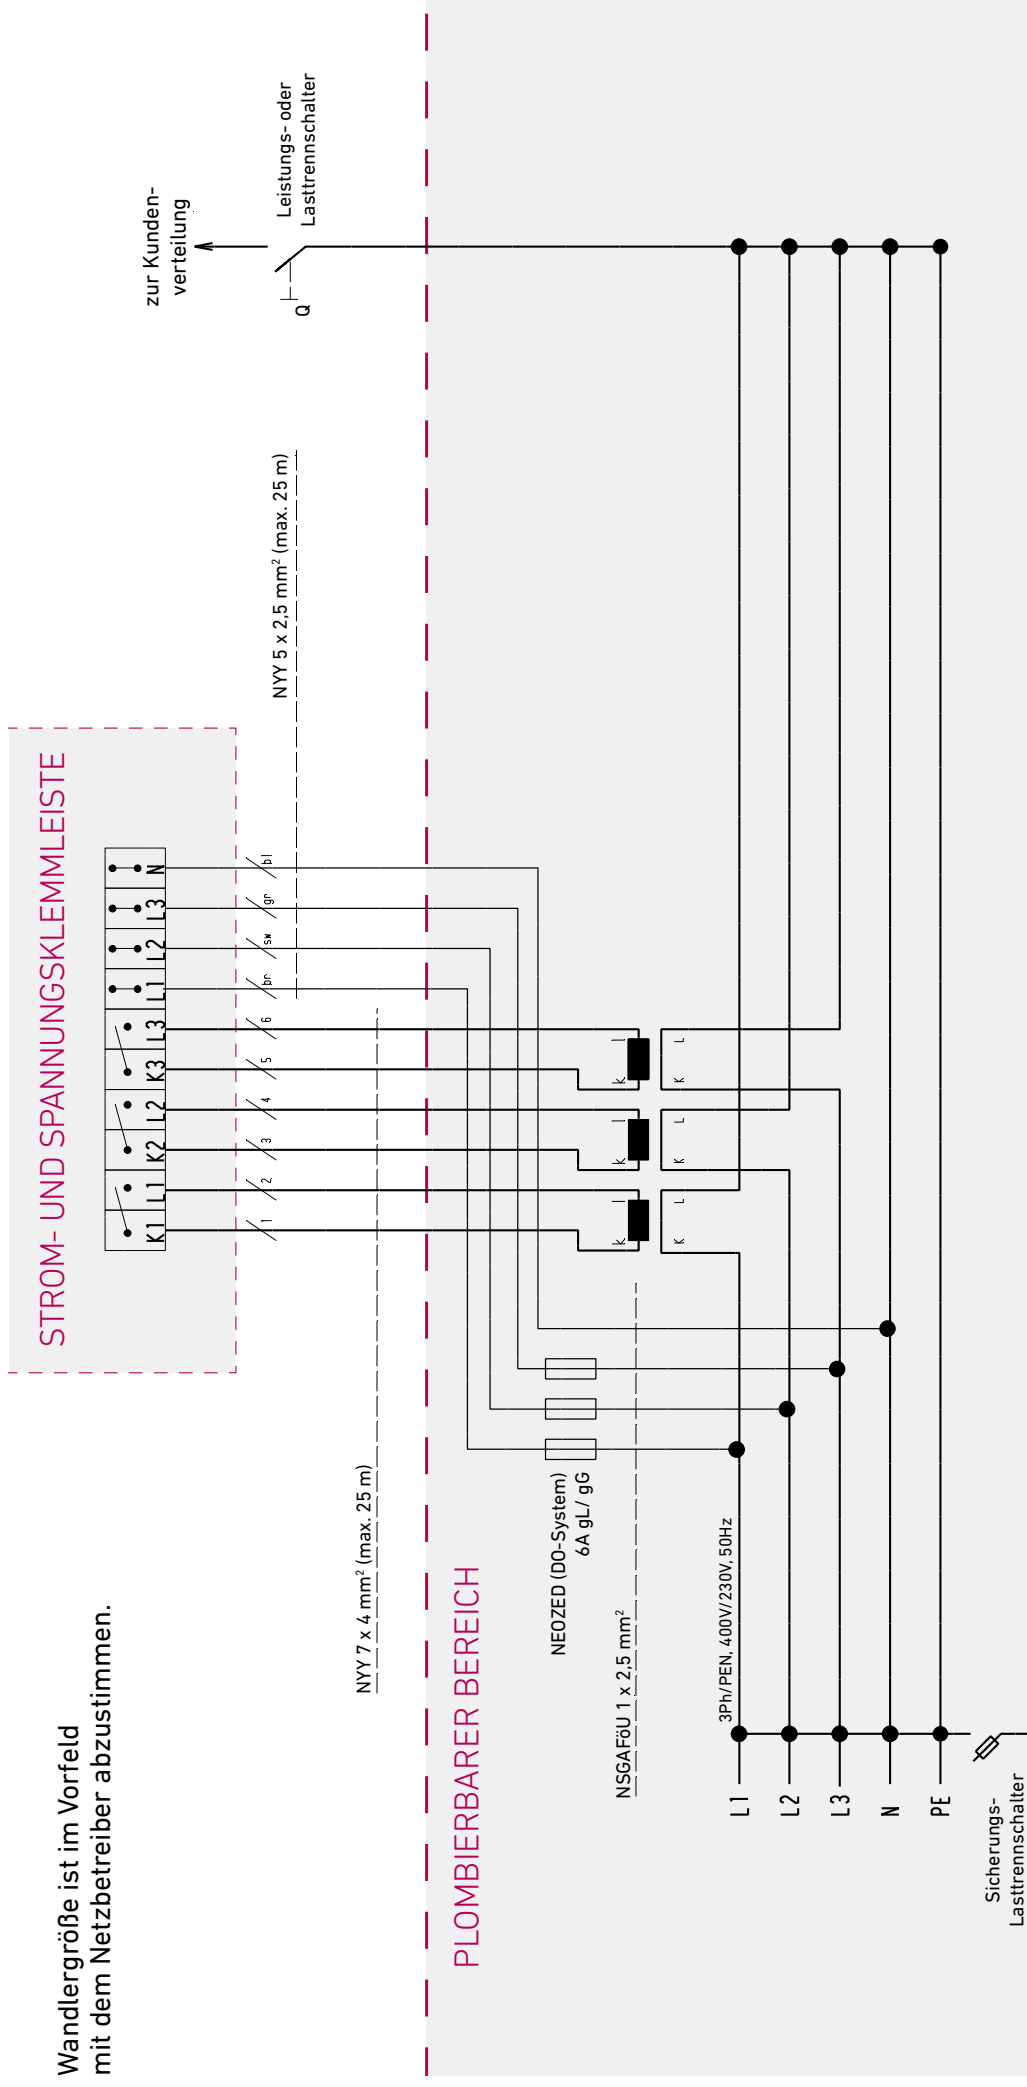 Wandlergröße ist im Vorfeld
mit dem Netzbetreiber abzustimmen.
STROM- UND SPANNUNGSKLEMMLEISTE
K1
L1
K2
L2
K3
L3
L1
L2
L3
N
1
2
3
4
5
6
br
sw
gr
bl
zur Kunden-
verteilung
Leistungs- oder
Lasttrennschalter
Q
NYY 5 x 2,5 mm² (max. 25 m)
NYY 7 x 4 mm² (max. 25 m)
PLOMBIERBARER BEREICH
NEOZED (DO-System)
6A gL/ gG
NSGAFöU 1 x 2,5 mm²
k
l
k
l
k
l
K
L
K
L
K
L
3Ph/PEN, 400V/230V, 50Hz
L1
L2
L3
N
PE
Sicherungs-
Lasttrennschalter